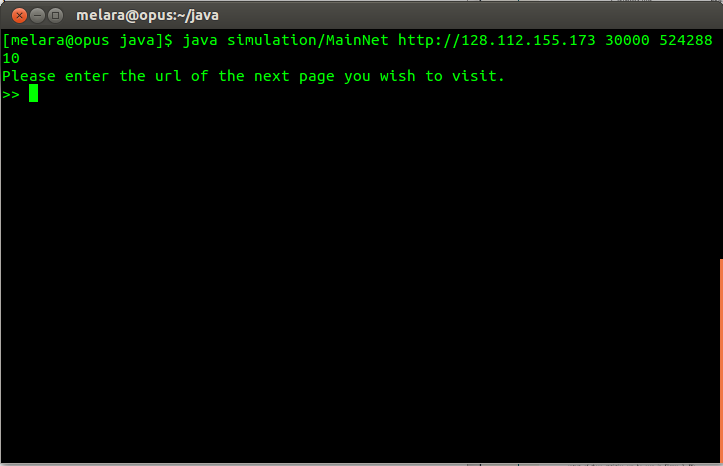 melara@opus:~/java
[melara@opus java]$ java simulation/MainNet http://128.112.155.173 30000 524288
10
Please enter the url of the next page you wish to visit.
>>